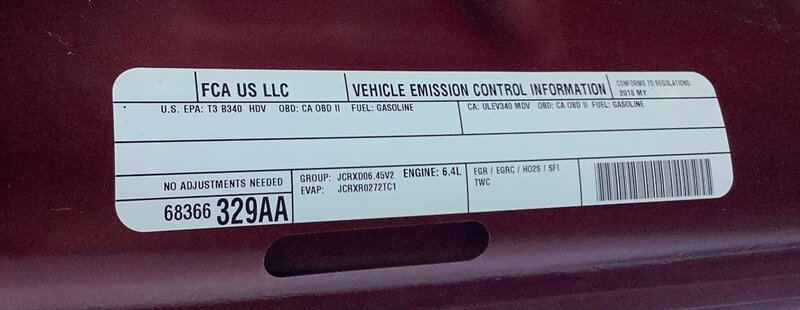 FCA US LLC
VEHICLE EMISSION CONTROL INFORMATION
CONFORMS TO REGULATIONS:
2018 MY
U.S. EPA: T3 B340 HDV OBD: CA OBD II FUEL: GASOLINE
CA: ULEV340 MDV OBD: CA OBD II FUEL: GASOLINE
NO ADJUSTMENTS NEEDED
68366 329AA
GROUP: JCRXD06.45V2 ENGINE: 6.4L
EVAP: JCRXR0272TC1
EGR / EGRC / HO2S / SFI
TWC